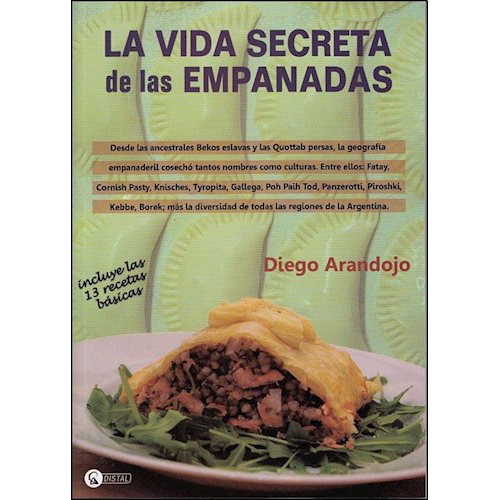 LA VIDA SECRETA
de las EMPANADAS
Desde las ancestrales Bekos eslavas y las Quottab persas, la geografía
empanaderil cosechó tantos nombres como culturas. Entre ellos: Fatay,
Cornish Pasty, Knisches, Tyropita, Gallega, Poh Paih Tod, Panzerotti, Piroshki,
Kebbe, Borek; más la diversidad de todas las regiones de la Argentina.
Diego Arandojo
incluye las
13 recetas
básicas
DISTAL